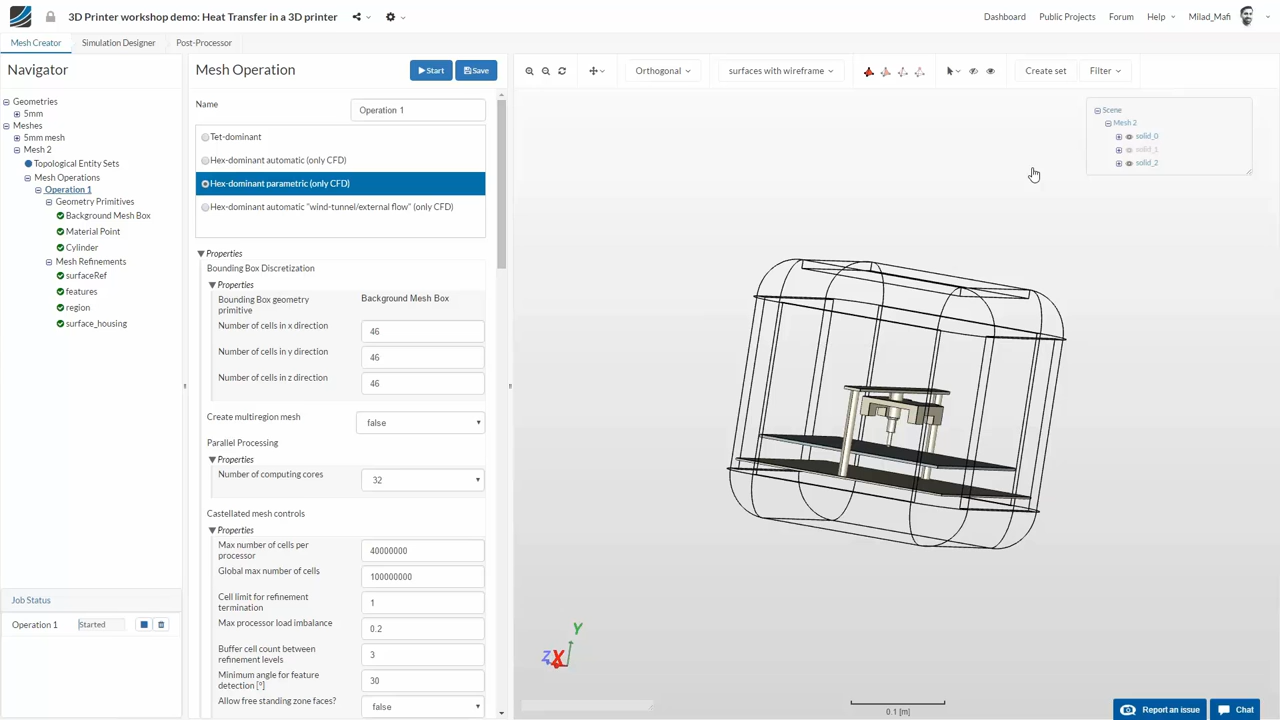 3D Printer workshop demo: Heat Transfer in a 3D printer
Dashboard
Public Projects
Forum
Help
Milad_Mafi
Mesh Creator
Simulation Designer
Post-Processor
Navigator
Geometries
5mm
Meshes
5mm mesh
Mesh 2
Topological Entity Sets
Mesh Operations
Operation 1
Geometry Primitives
Background Mesh Box
Material Point
Cylinder
Mesh Refinements
surfaceRef
features
region
surface_housing
Job Status
Operation 1
Started
Mesh Operation
Start
Save
Name
Operation 1
Tet-dominant
Hex-dominant automatic (only CFD)
Hex-dominant parametric (only CFD)
Hex-dominant automatic "wind-tunnel/external flow" (only CFD)
Properties
Bounding Box Discretization
Properties
Bounding Box geometry
primitive
Background Mesh Box
Number of cells in x direction
46
Number of cells in y direction
46
Number of cells in z direction
46
Create multiregion mesh
false
Parallel Processing
Properties
Number of computing cores
32
Castellated mesh controls
Properties
Max number of cells per
processor
40000000
Global max number of cells
100000000
Cell limit for refinement
termination
1
Max processor load imbalance
0.2
Buffer cell count between
refinement levels
3
Minimum angle for feature
detection [°]
30
Allow free standing zone faces?
false
Orthogonal
surfaces with wireframe
Create set
Filter
Scene
Mesh 2
solid_0
solid_1
solid_2
Y
Z
X
0.1 [m]
Report an issue
Chat